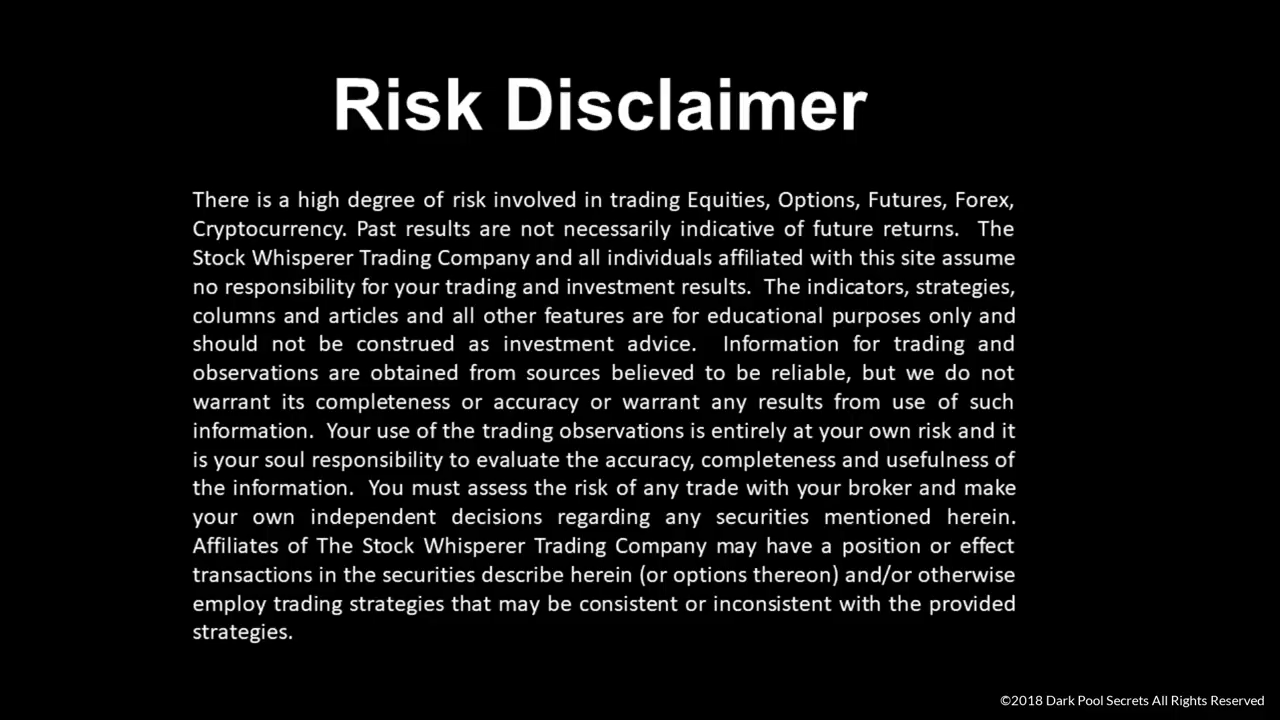 Risk Disclaimer
There is a high degree of risk involved in trading Equities, Options, Futures, Forex,
Cryptocurrency. Past results are not necessarily indicative of future returns.  The
Stock Whisperer Trading Company and all individuals affiliated with this site assume
no responsibility for your trading and investment results.  The indicators, strategies,
columns and articles and all other features are for educational purposes only and
should not be construed as investment advice.  Information for trading and
observations are obtained from sources believed to be reliable, but we do not
warrant its completeness or accuracy or warrant any results from use of such
information.  Your use of the trading observations is entirely at your own risk and it
is your soul responsibility to evaluate the accuracy, completeness and usefulness of
the information.  You must assess the risk of any trade with your broker and make
your own independent decisions regarding any securities mentioned herein.
Affiliates of The Stock Whisperer Trading Company may have a position or effect
transactions in the securities describe herein (or options thereon) and/or otherwise
employ trading strategies that may be consistent or inconsistent with the provided
strategies.
©2018 Dark Pool Secrets All Rights Reserved